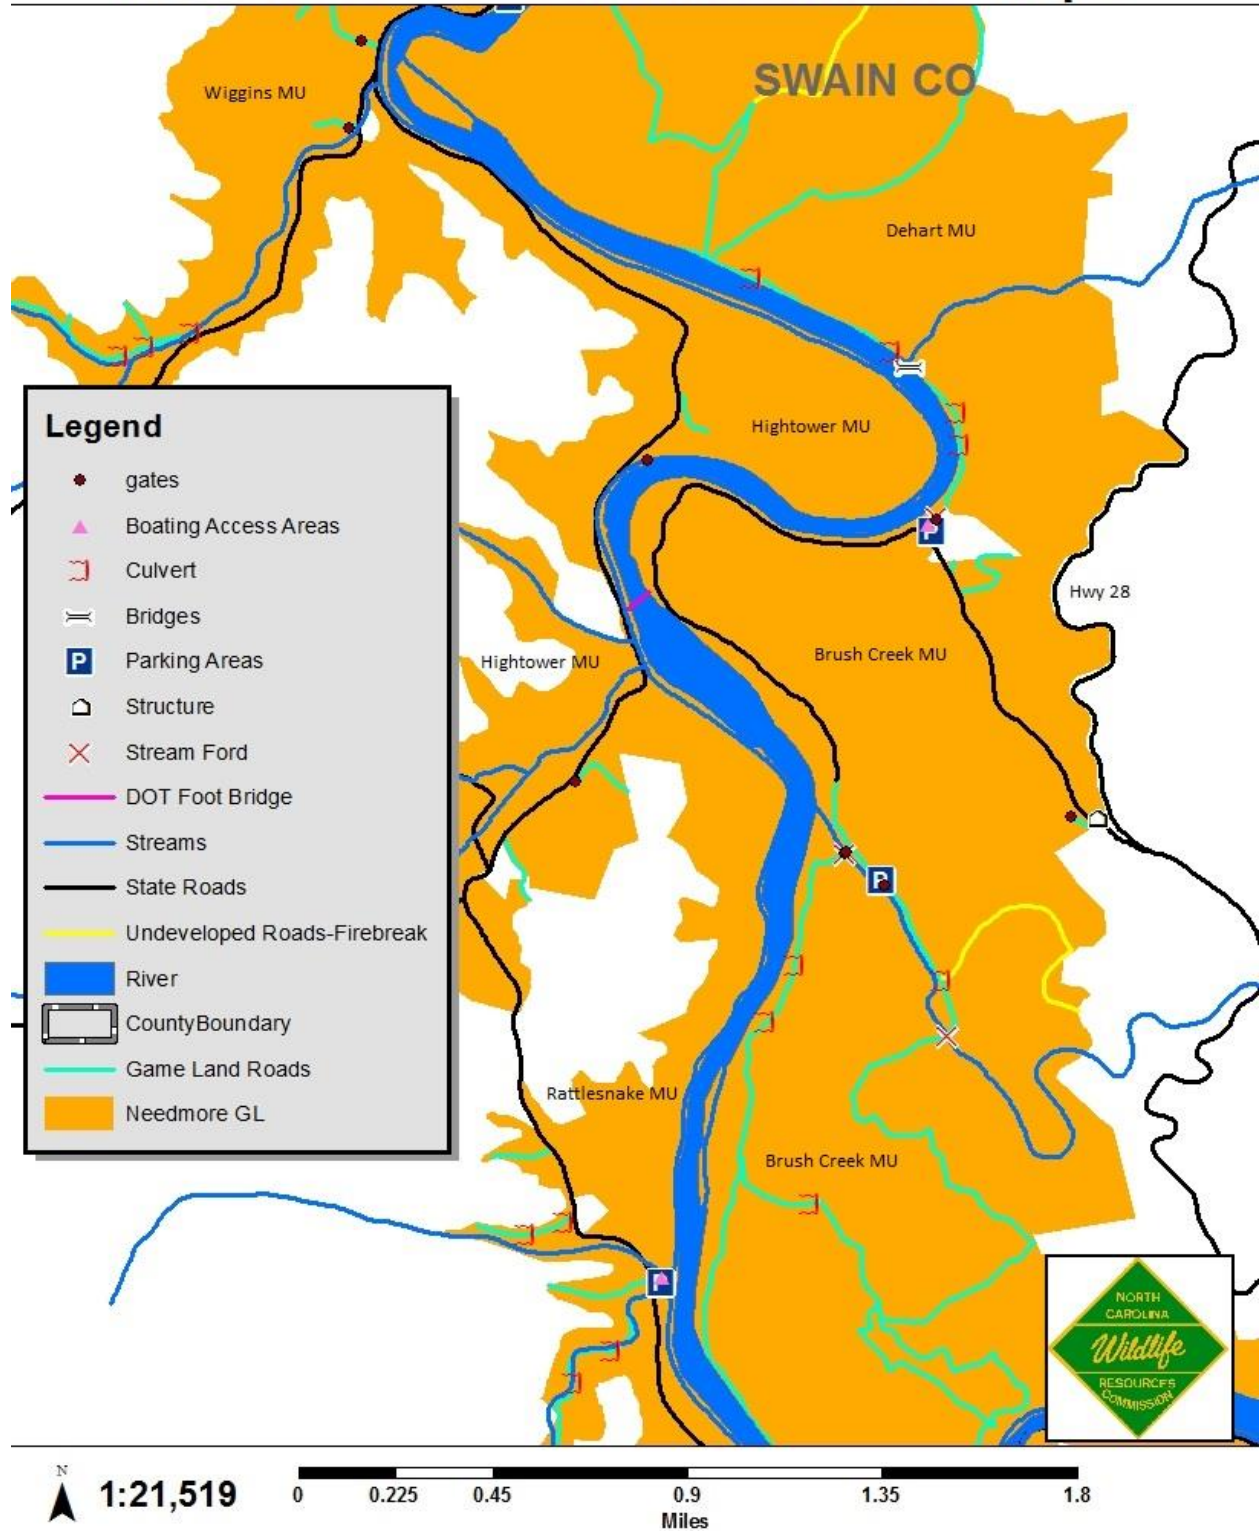 SWAIN CO
Wiggins MU
Dehart MU
Hightower MU
Hwy 28
Brush Creek MU
Hightower MU
Legend
gates
Boating Access Areas
Culvert
Bridges
P
Parking Areas
Structure
Stream Ford
DOT Foot Bridge
Streams
State Roads
Undeveloped Roads-Firebreak
River
CountyBoundary
Game Land Roads
Needmore GL
P
P
P
Rattlesnake MU
Brush Creek MU
NORTH
CAROLINA
Wildlife
RESOURCES
COMMISSION
N
1:21,519
0 0.225 0.45 0.9 1.35 1.8
Miles